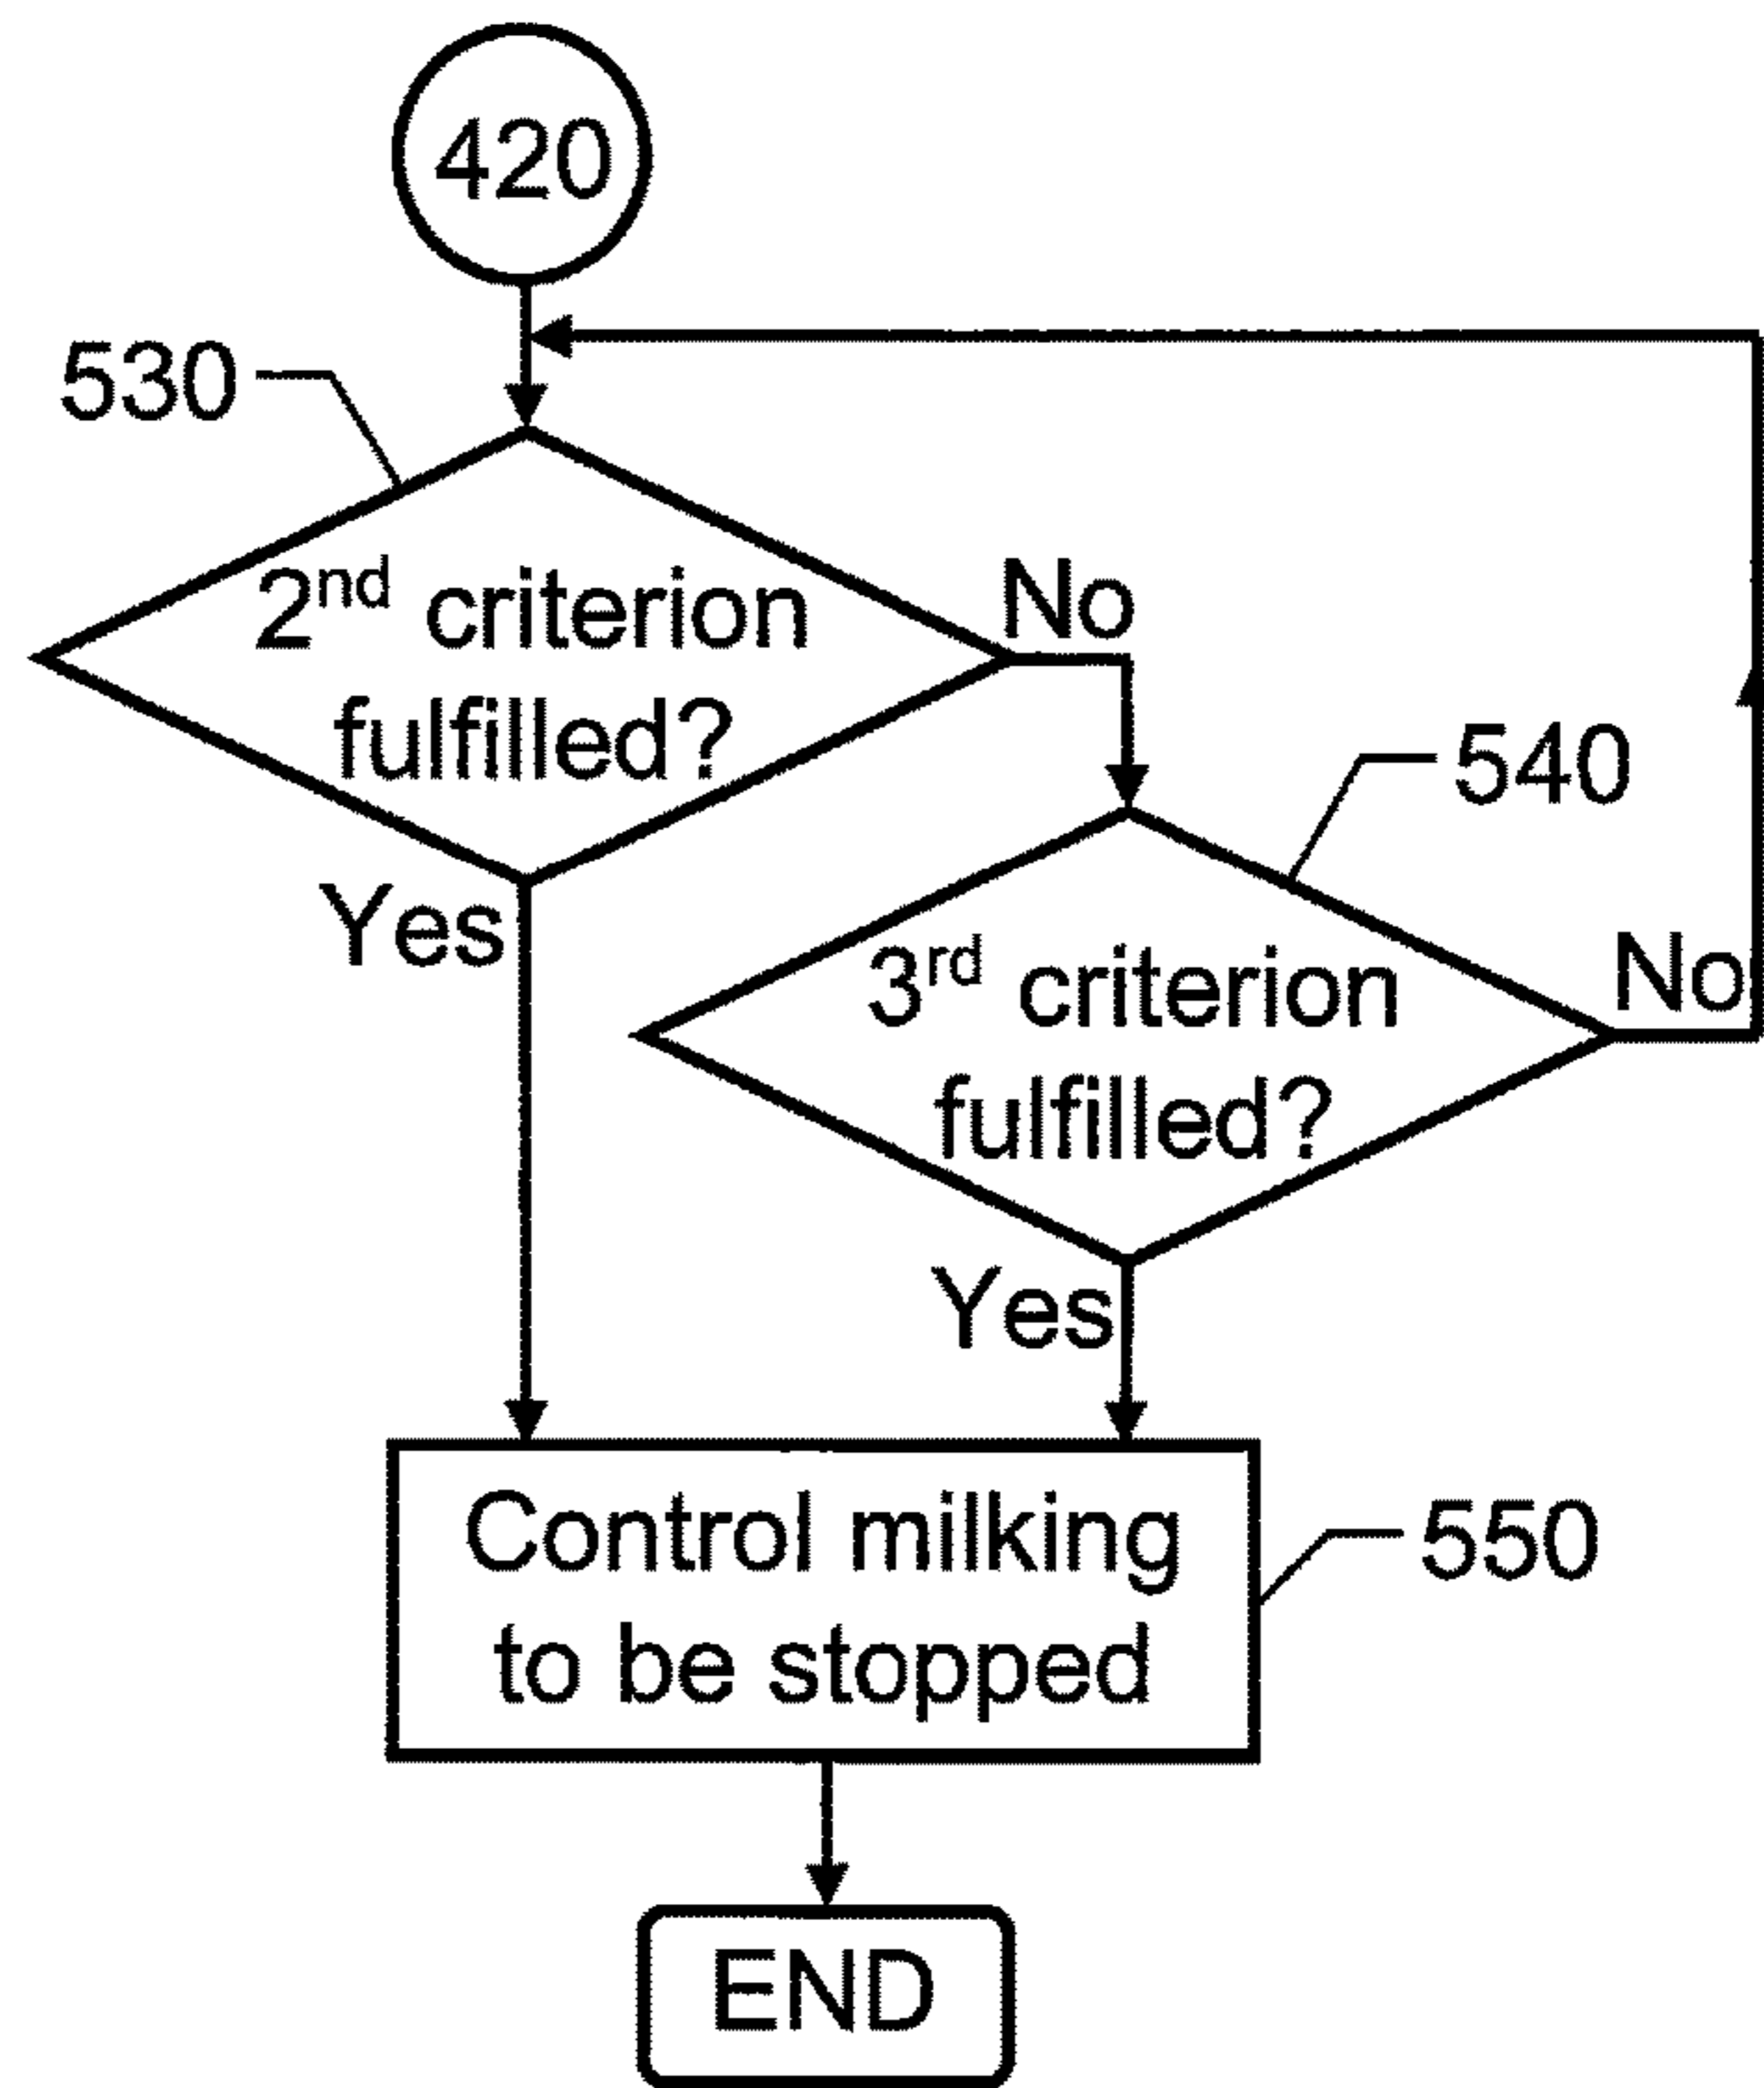 420
530
2nd criterion
fulfilled?
No
Yes
540
3rd criterion
fulfilled?
No
Yes
Control milking
to be stopped
550
END